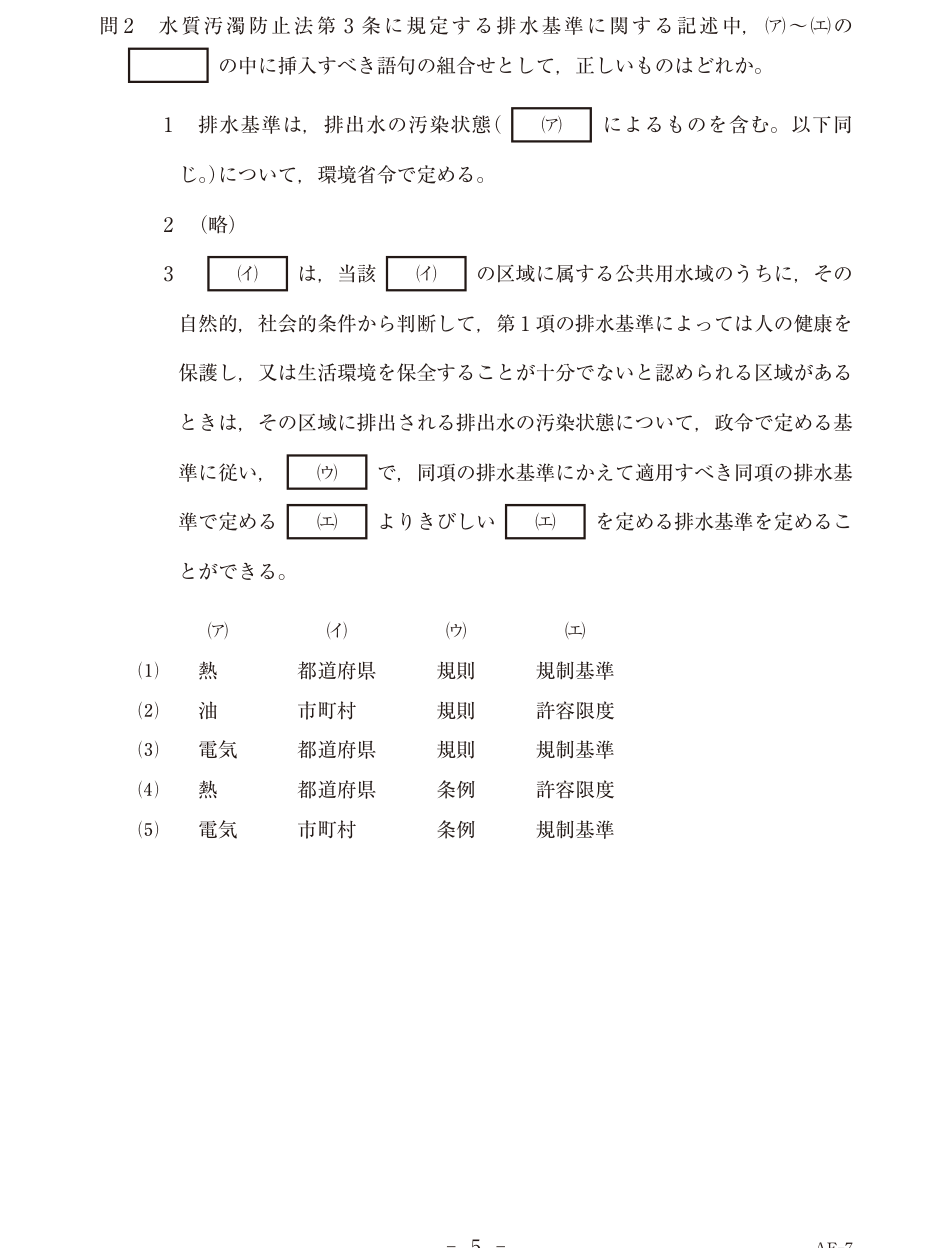 問2　水質汚濁防止法第3条に規定する排水基準に関する記述中，㋐～㋓の
の中に挿入すべき語句の組合せとして，正しいものはどれか。
1　排水基準は，排出水の汚染状態( (ア) によるものを含む。以下同
じ。)について，環境省令で定める。
2　(略)
3　(イ) は，当該 (イ) の区域に属する公共用水域のうちに，その
自然的，社会的条件から判断して，第1項の排水基準によっては人の健康を
保護し，又は生活環境を保全することが十分でないと認められる区域がある
ときは，その区域に排出される排出水の汚染状態について，政令で定める基
準に従い， (ウ) で，同項の排水基準にかえて適用すべき同項の排水基
準で定める (エ) よりきびしい (エ) を定める排水基準を定めるこ
とができる。
(ア)　(イ)　(ウ)　(エ)
(1)　熱　都道府県　規則　規制基準
(2)　油　市町村　規則　許容限度
(3)　電気　都道府県　規則　規制基準
(4)　熱　都道府県　条例　許容限度
(5)　電気　市町村　条例　規制基準
- 5 -